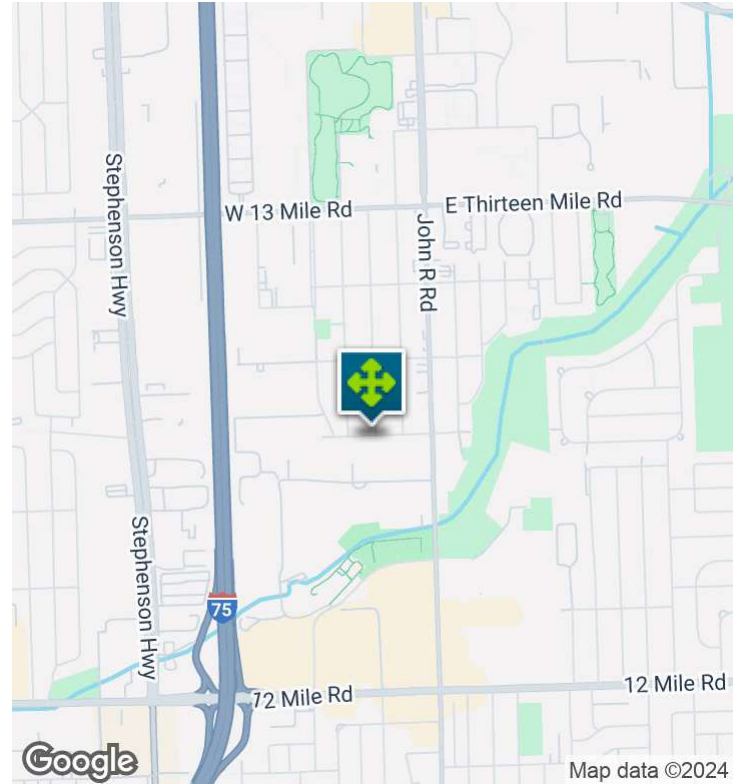 Stephenson Hwy
W 13 Mile Rd
E Thirteen Mile Rd
John R Rd
Stephenson Hwy
75
12 Mile Rd
12 Mile Rd
Google
Map data ©2024